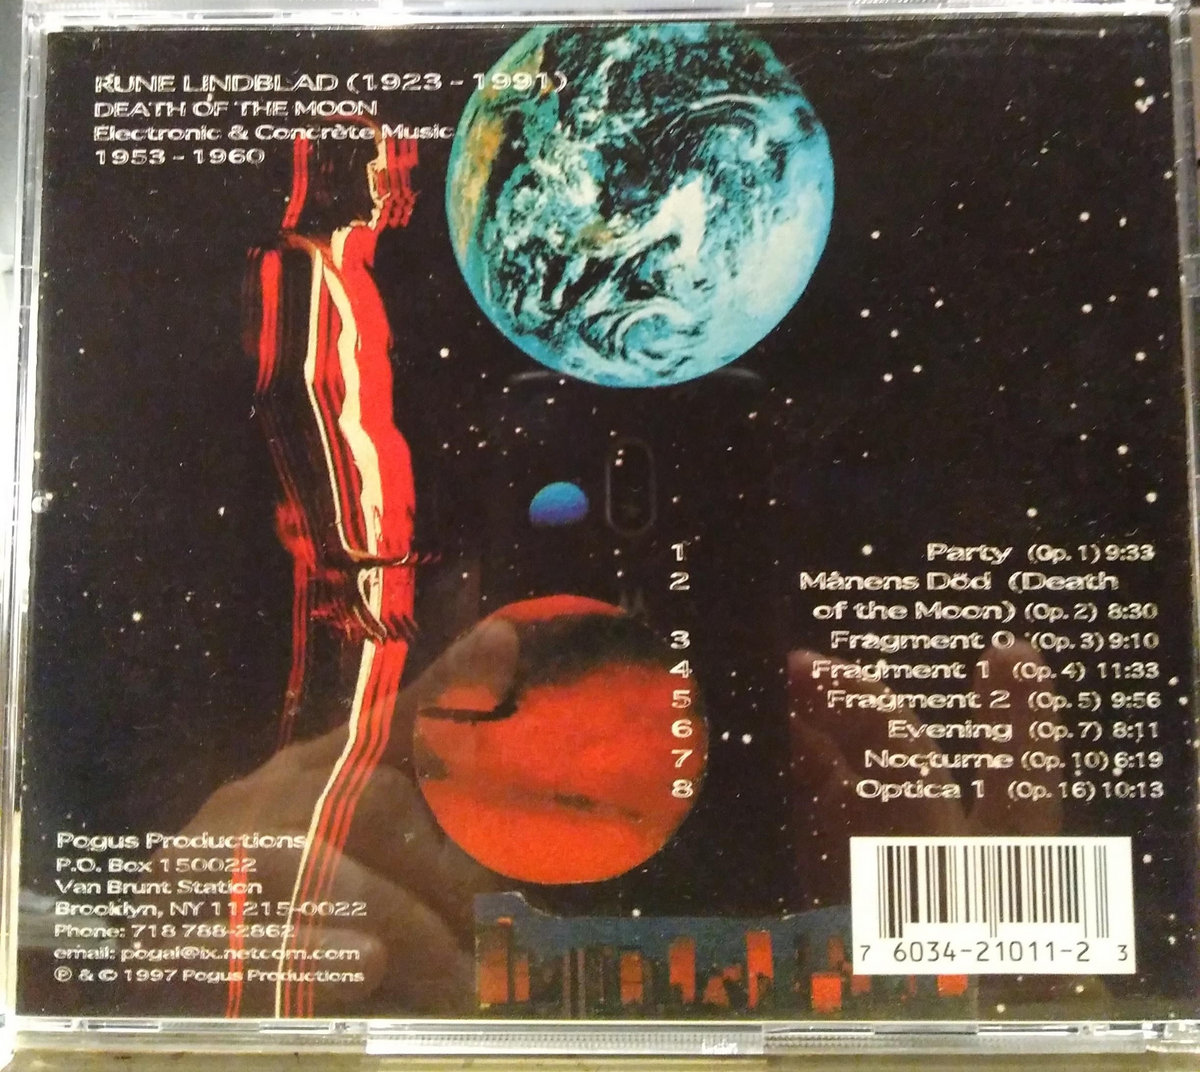 RUNE LINDBLAD (1923 - 1991)
DEATH OF THE MOON
Electronic & Concrète Music
1953 - 1960
1 Party (Op. 1) 9:33
2 Månens Död (Death
of the Moon) (Op. 2) 8:30
3 Fragment 0 (Op. 3) 9:10
4 Fragment 1 (Op. 4) 11:33
5 Fragment 2 (Op. 5) 9:56
6 Evening (Op. 7) 8:11
7 Nocturne (Op. 10) 6:19
8 Optica 1 (Op. 16) 10:13
Pogus Productions
P.O. Box 150022
Van Brunt Station
Brooklyn, NY 11215-0022
Phone: 718 788-2862
email: pogal@ix.netcom.com
℗ & © 1997 Pogus Productions
7 6034-21011-2 3